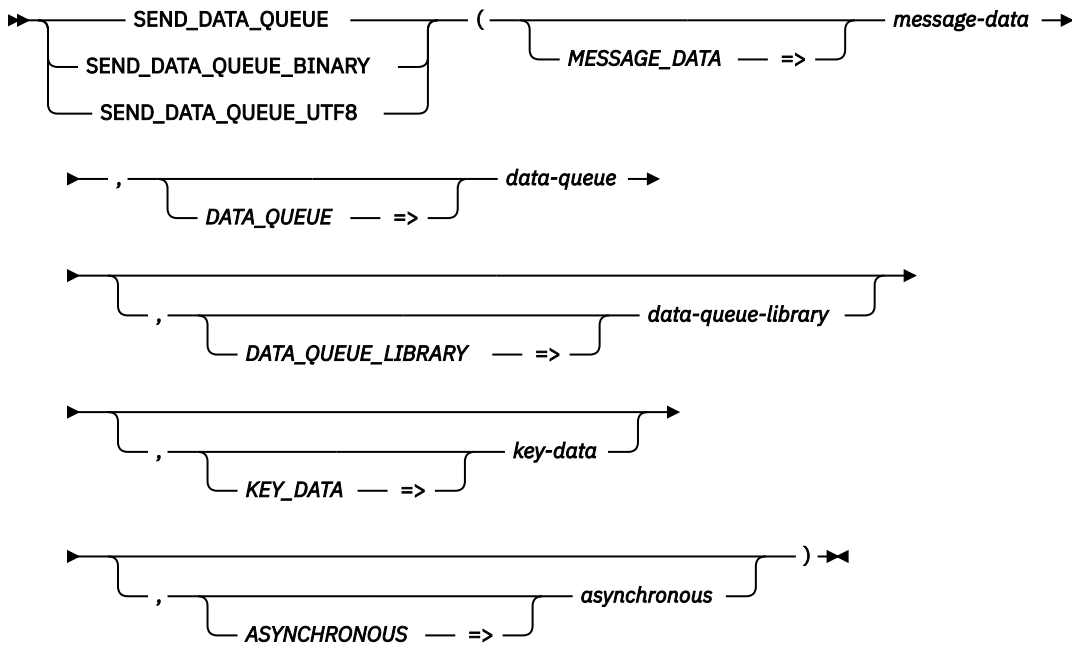 SEND_DATA_QUEUE ( message-data
MESSAGE_DATA =>
SEND_DATA_QUEUE_BINARY
SEND_DATA_QUEUE_UTF8
, data-queue
DATA_QUEUE =>
, data-queue-library
DATA_QUEUE_LIBRARY =>
, key-data
KEY_DATA =>
)
, asynchronous
ASYNCHRONOUS =>